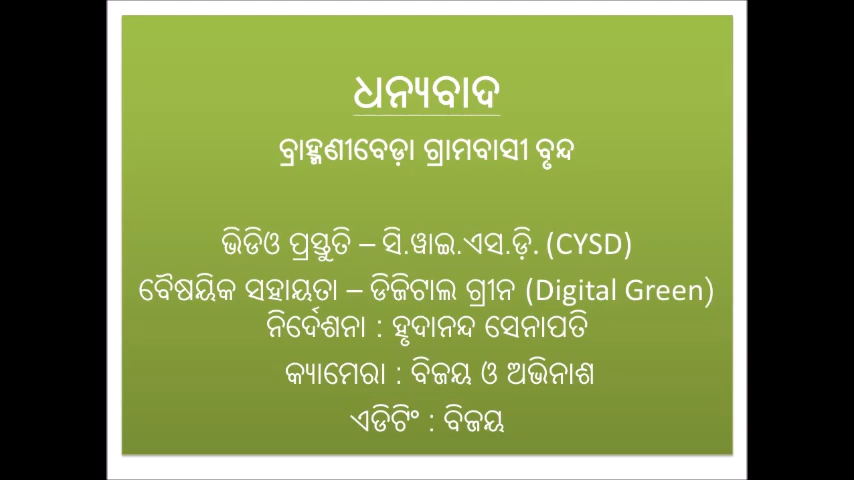 ଧନ୍ୟବାଦ
ବ୍ରାହ୍ମଣୀବେଡ଼ା ଗ୍ରାମବାସୀ ବୃନ୍ଦ
ଭିଡିଓ ପ୍ରସ୍ତୁତି – ସି.ୱାଇ.ଏସ.ଡ଼ି. (CYSD)
ବୈଷୟିକ ସହାୟତା – ଡିଜିଟାଲ ଗ୍ରୀନ (Digital Green)
ନିର୍ଦେଶନା : ହୃଦାନନ୍ଦ ସେନାପତି
କ୍ୟାମେରା : ବିଜୟ ଓ ଅଭିନାଶ
ଏଡିଟିଂ : ବିଜୟ